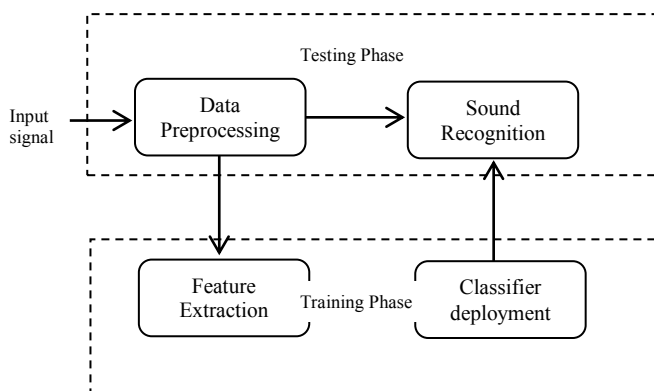 Testing Phase
Input
signal
Data
Preprocessing
Sound
Recognition
Feature
Extraction
Training Phase
Classifier
deployment